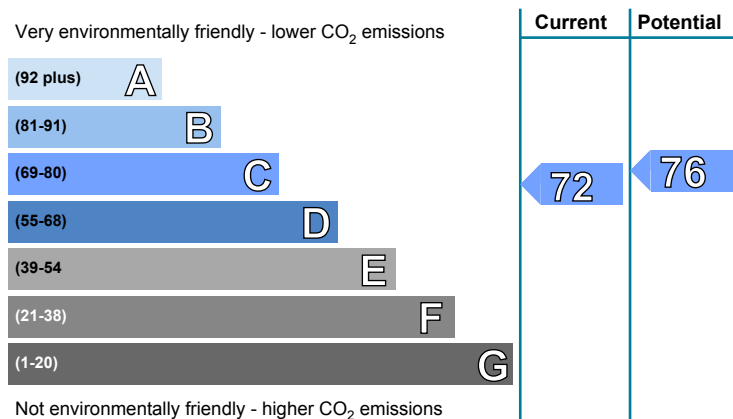 Very environmentally friendly - lower CO2 emissions
Current
Potential
(92 plus) A
(81-91) B
(69-80) C
(55-68) D
(39-54 E
(21-38) F
(1-20) G
72
76
Not environmentally friendly - higher CO2 emissions